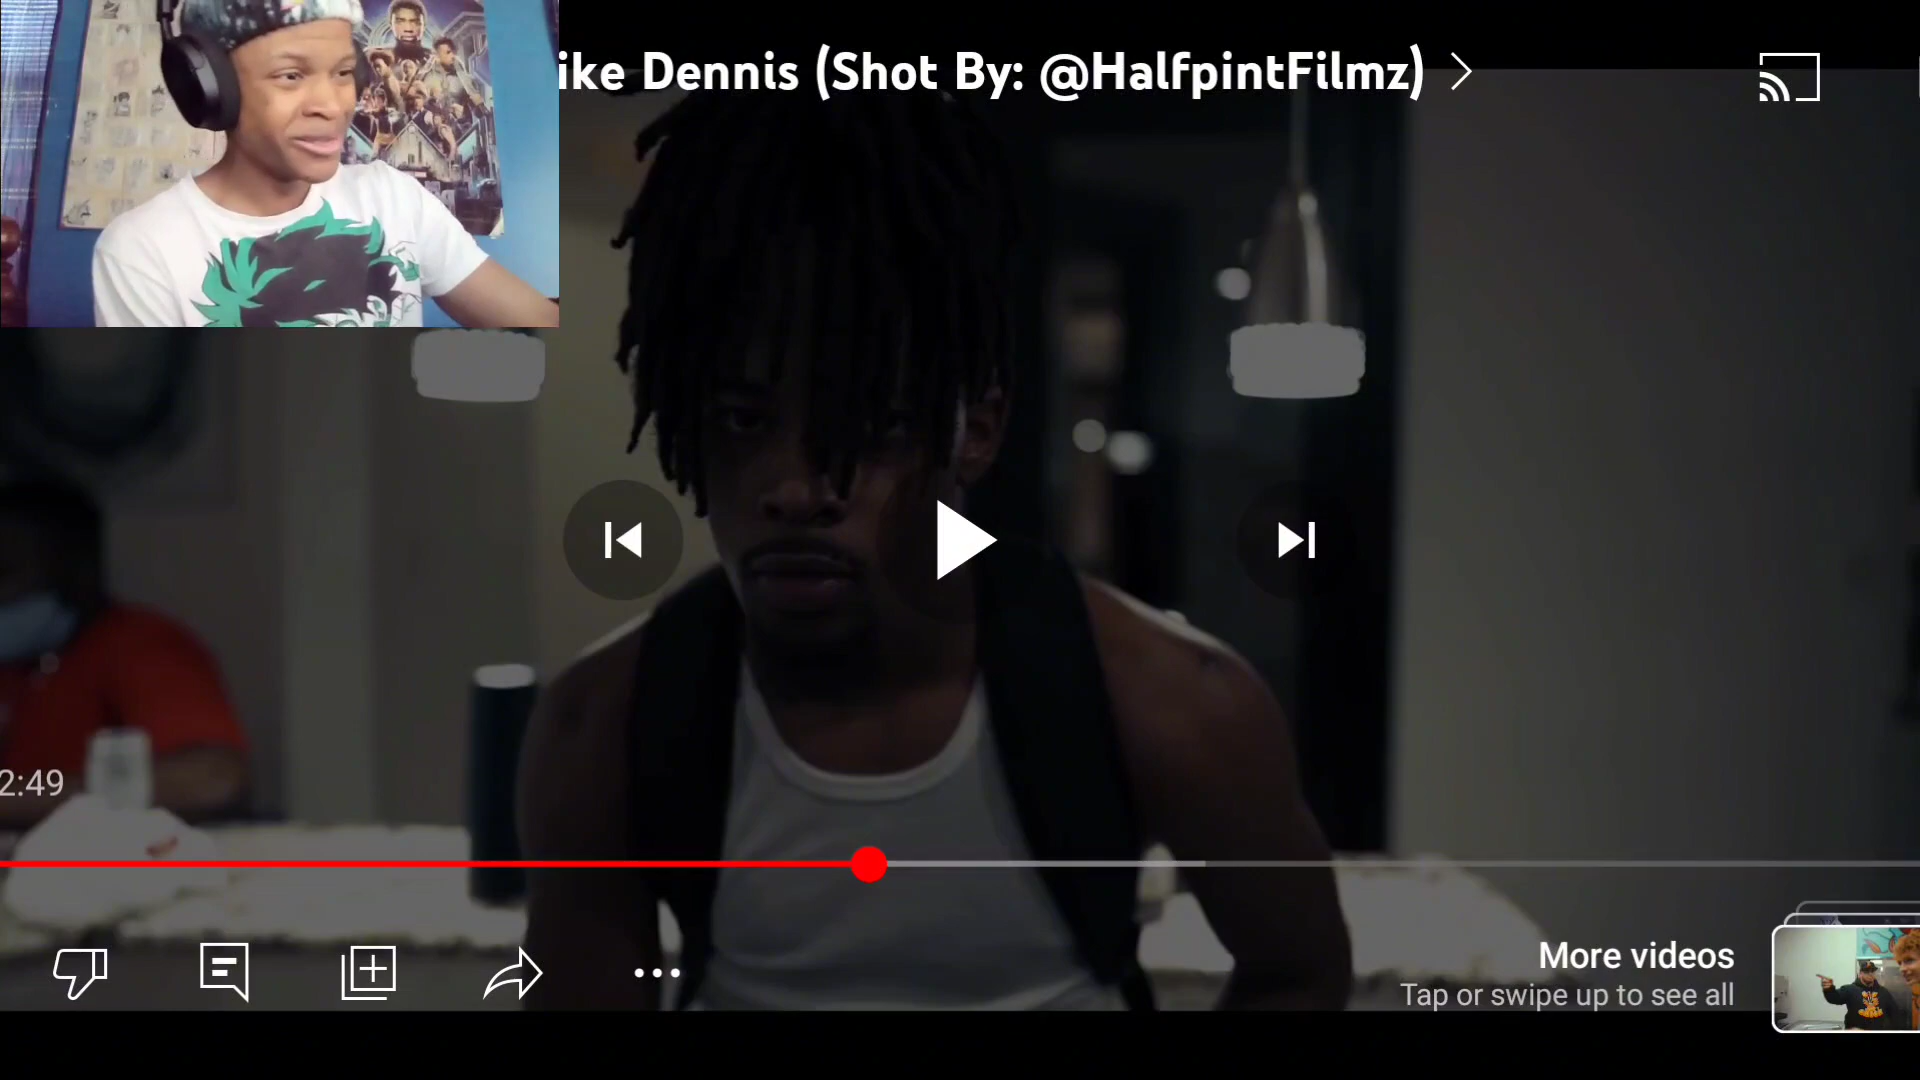 ike Dennis (Shot By: @HalfpintFilmz)
2:49
More videos
Tap or swipe up to see all